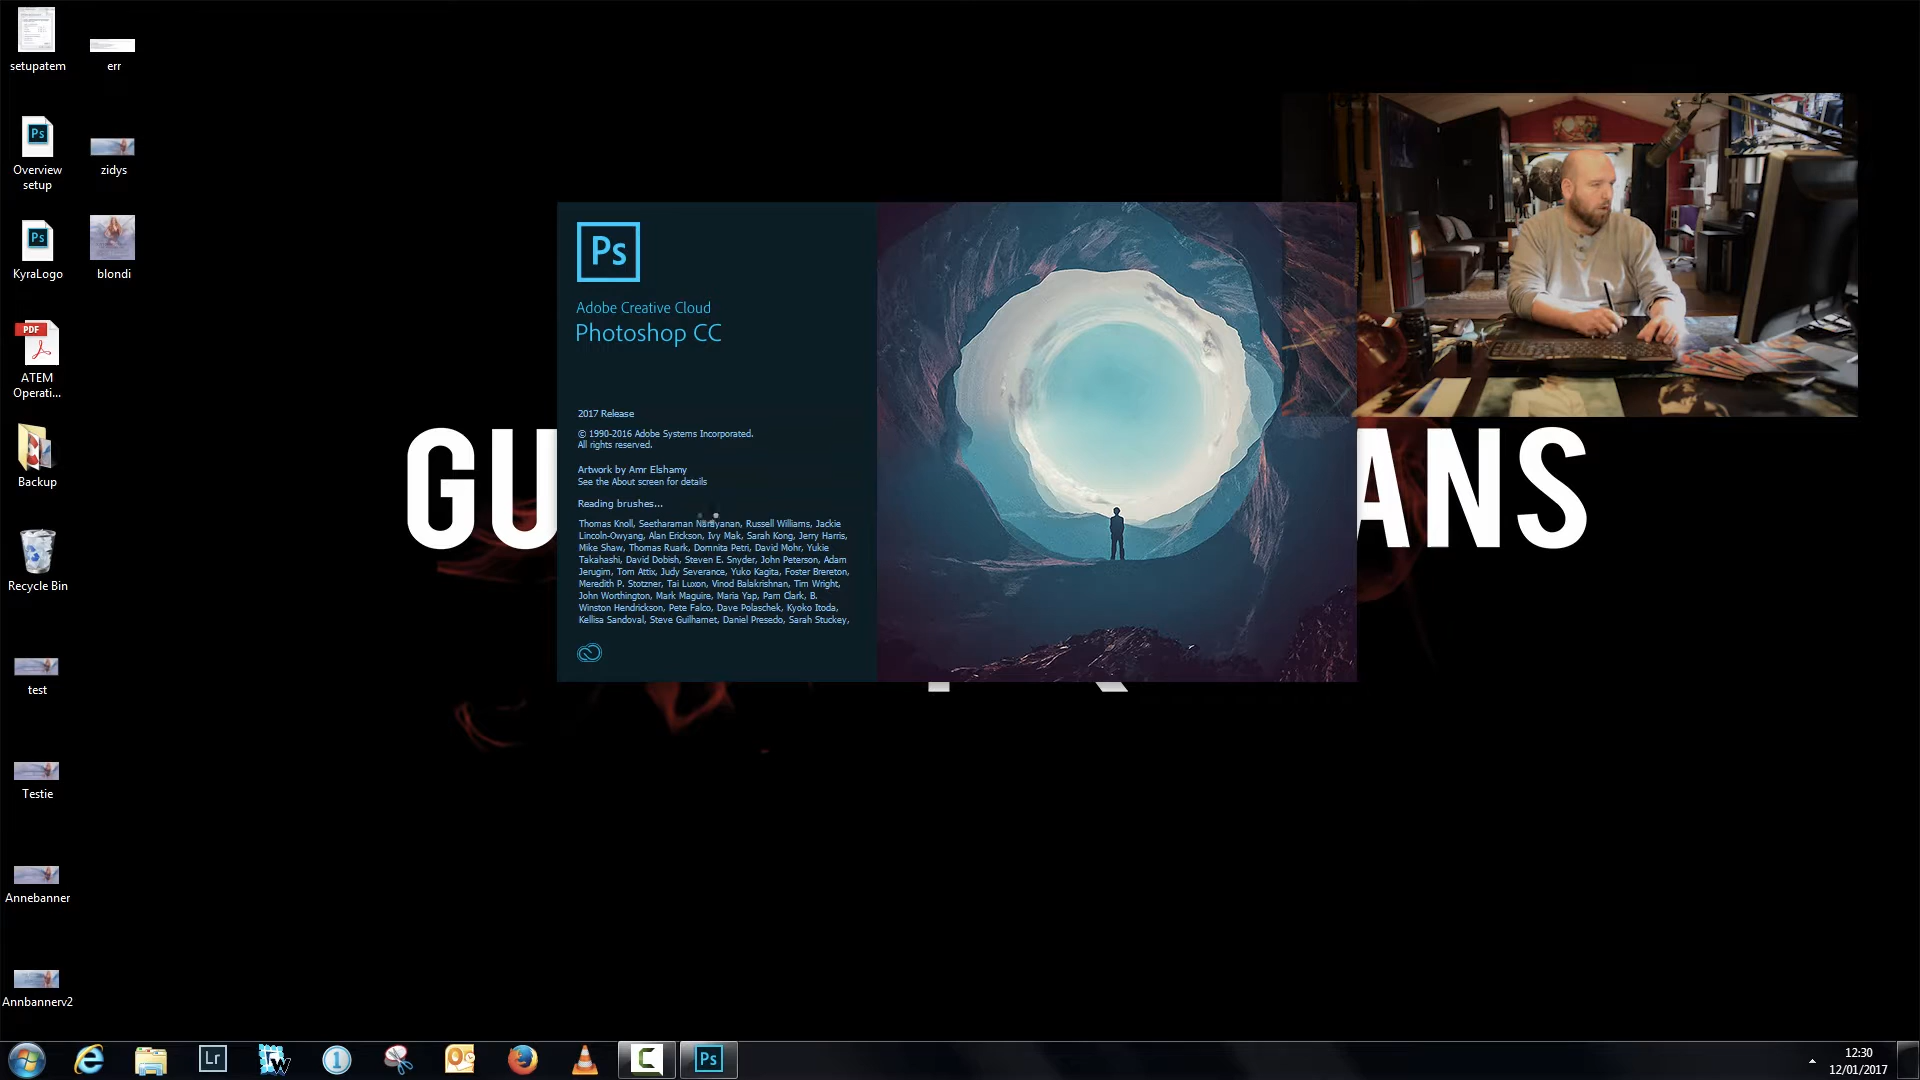 setupatem
err
Overview
setup
zidys
KyraLogo
blondi
PDF
ATEM
Operati...
Backup
Recycle Bin
test
Testie
Annebanner
Annbannerv2
Ps
Ps
Ps
Adobe Creative Cloud
Photoshop CC
2017 Release
© 1990-2016 Adobe Systems Incorporated.
All rights reserved.
Artwork by Amr Elshamy
See the About screen for details
Reading brushes...
Thomas Knoll, Seetharaman Narayanan, Russell Williams, Jackie
Lincoln-Owyang, Alan Erickson, Ivy Mak, Sarah Kong, Jerry Harris,
Mike Shaw, Thomas Ruark, Domnita Petri, David Mohr, Yukie
Takahashi, David Dobish, Steven E. Snyder, John Peterson, Adam
Jerugim, Tom Attix, Judy Severance, Yuko Kagita, Foster Brereton,
Meredith P. Stotzner, Tai Luxon, Vinod Balakrishnan, Tim Wright,
John Worthington, Mark Maguire, Maria Yap, Pam Clark, B.
Winston Hendrickson, Pete Falco, Dave Polaschek, Kyoko Itoda,
Kellisa Sandoval, Steve Guilhamet, Daniel Presedo, Sarah Stuckey,
GU
ANS
Lr
W
1
C
Ps
12:30
12/01/2017